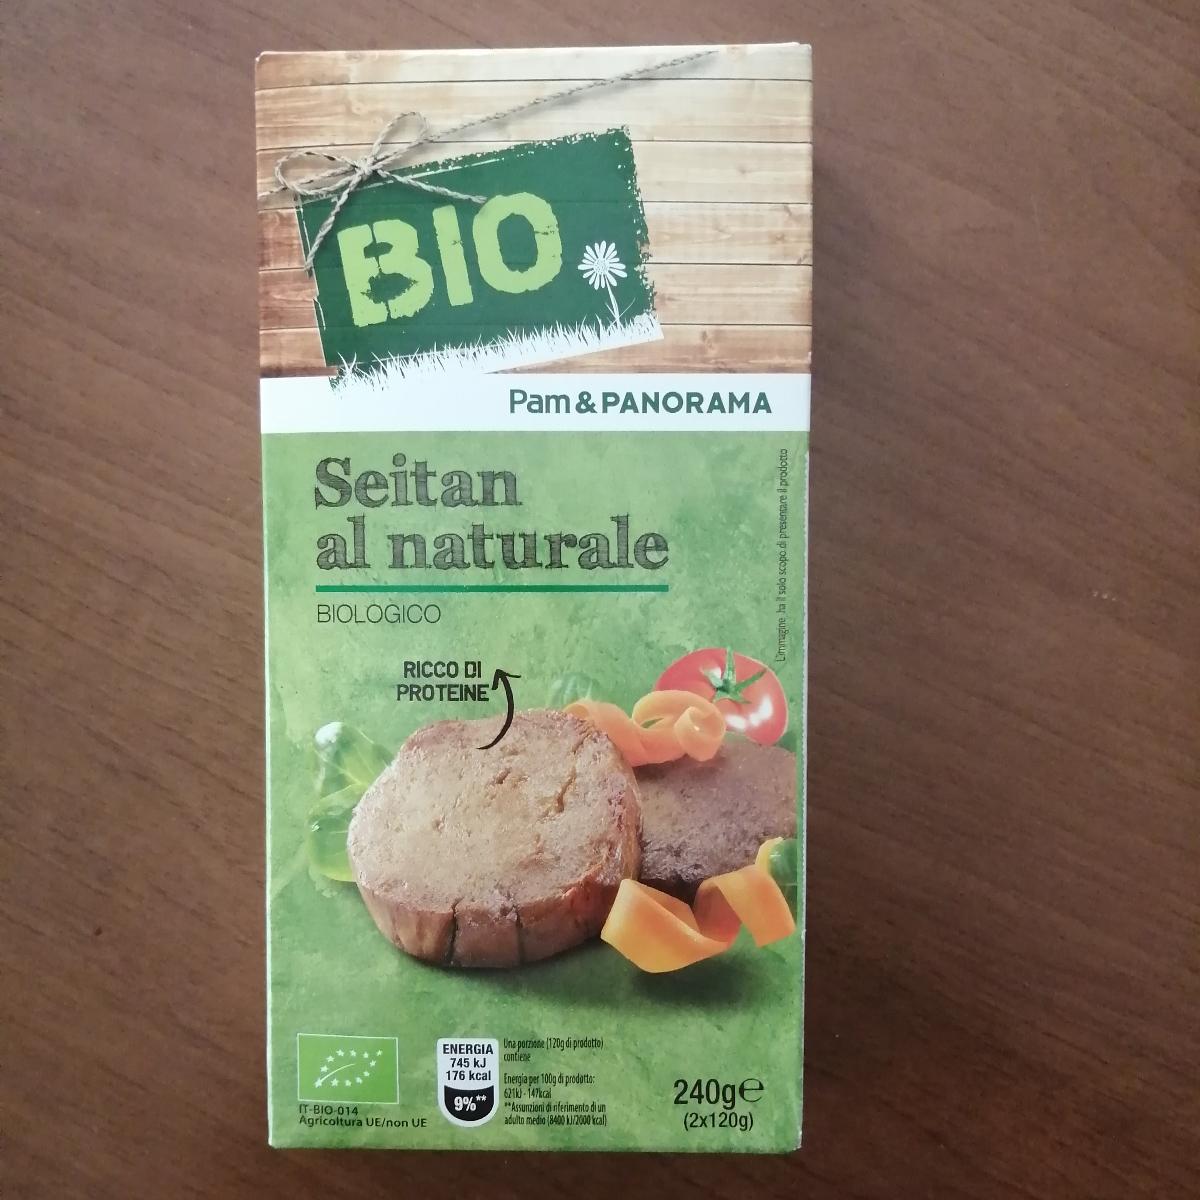 BIO
Pam & PANORAMA
Seitan
al naturale
BIOLOGICO
L'immagine ha il solo scopo di presentare il prodotto
RICCO DI
PROTEINE
IT-BIO-014
Agricoltura UE/non UE
ENERGIA
745 kJ
176 kcal
9%**
Una porzione (120g di prodotto)
contiene
Energia per 100g di prodotto:
621kJ - 147kcal
**Assunzioni di riferimento di un
adulto medio (8400 kJ/2000 kcal)
240g℮
(2x120g)